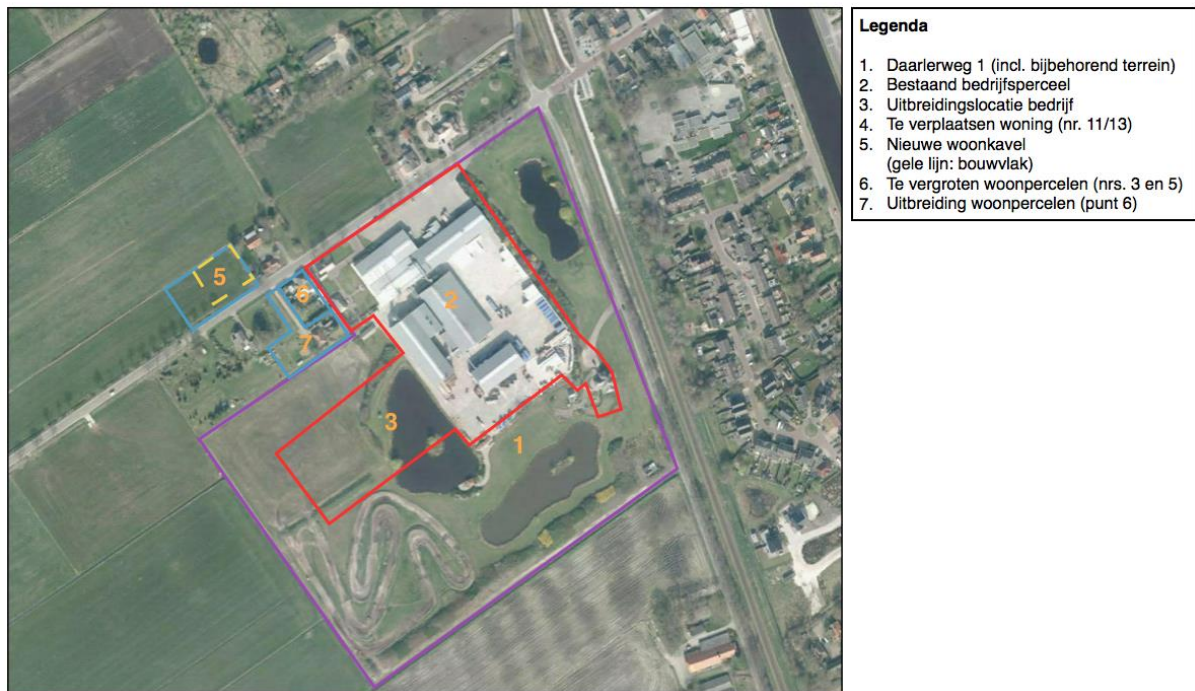 Legenda
1. Daarlerweg 1 (incl. bijbehorend terrein)
2. Bestaand bedrijfsperceel
3. Uitbreidingslocatie bedrijf
4. Te verplaatsen woning (nr. 11/13)
5. Nieuwe woonkavel
(gele lijn: bouwvlak)
6. Te vergroten woonpercelen (nrs. 3 en 5)
7. Uitbreiding woonpercelen (punt 6)
5
6
2
7
3
1